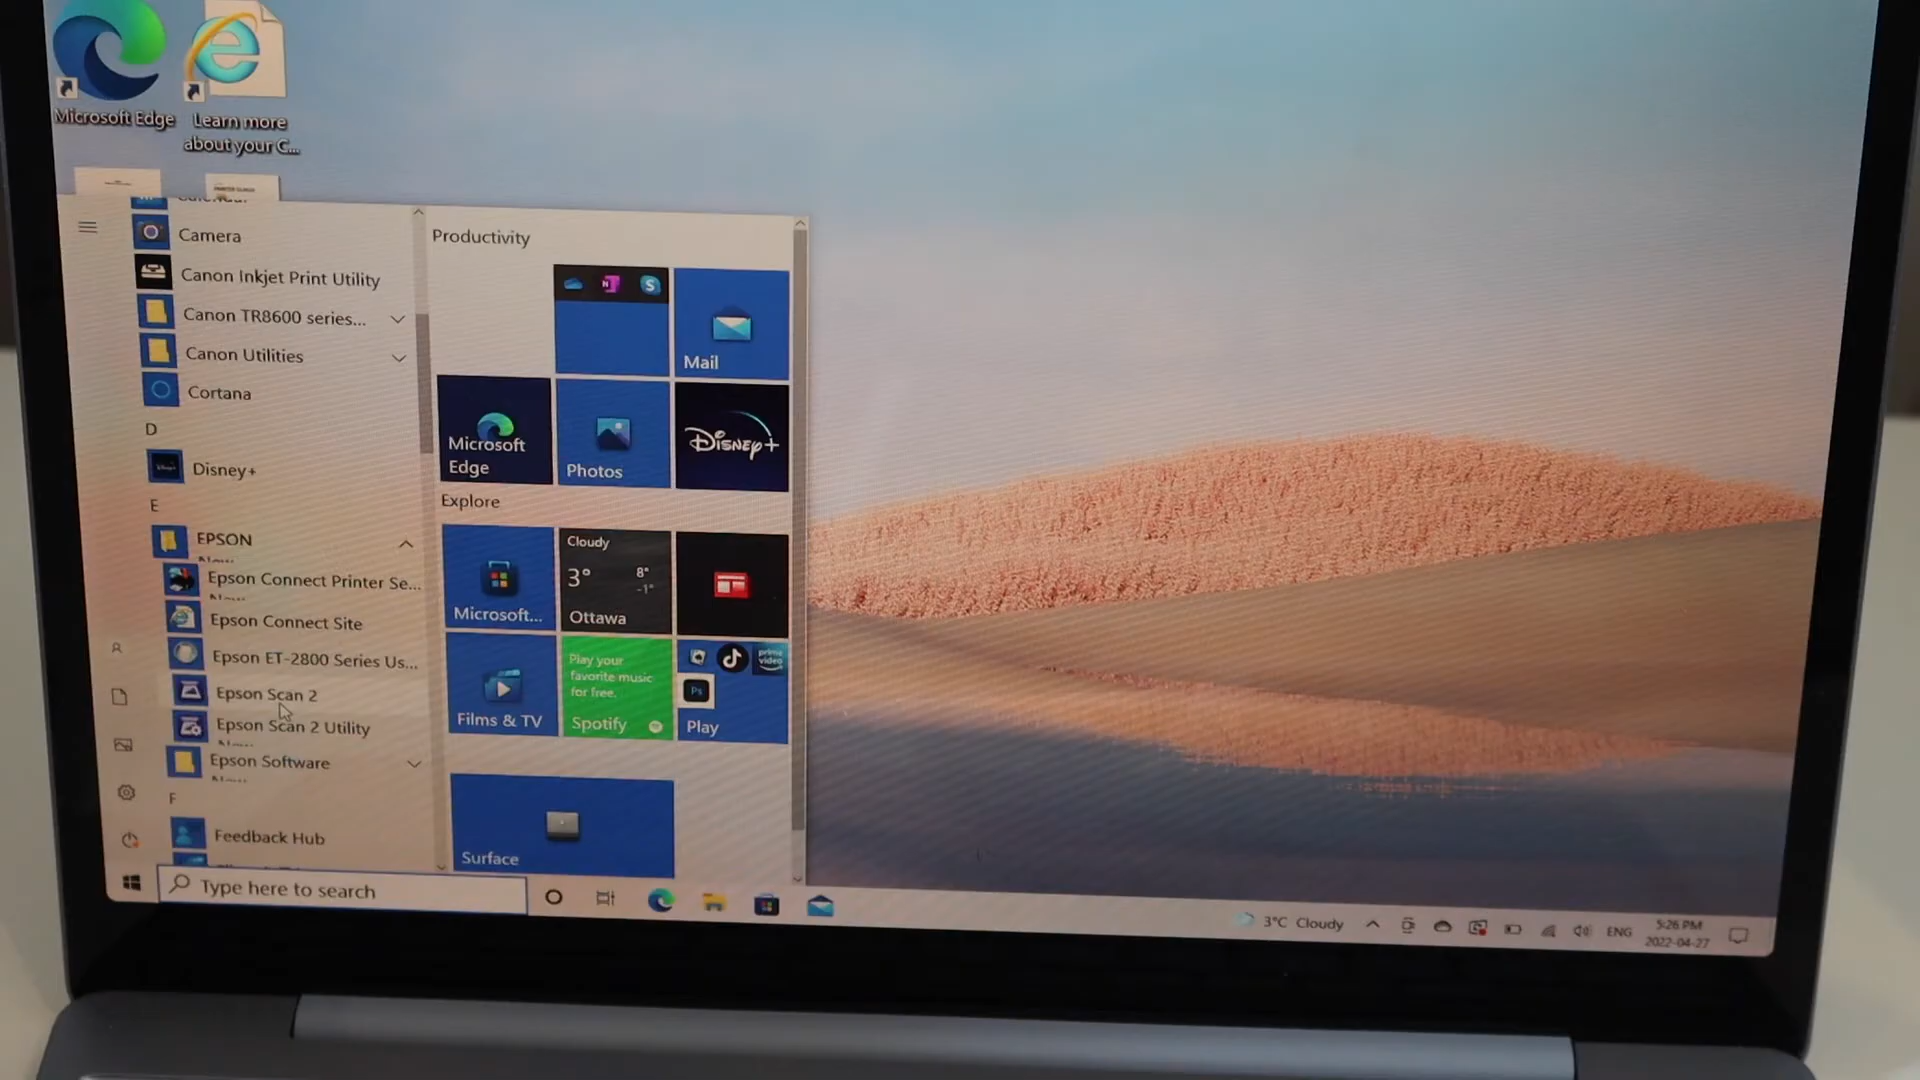 Microsoft Edge
Learn more
about your C...
Camera
Canon Inkjet Print Utility
Canon TR8600 series...
Canon Utilities
Cortana
D
Disney+
E
EPSON
Epson Connect Printer Se...
Epson Connect Site
Epson ET-2800 Series Us...
Epson Scan 2
Epson Scan 2 Utility
Epson Software
F
Feedback Hub
Productivity
Mail
Microsoft
Edge
Photos
Disney+
Explore
Microsoft...
Cloudy
3°
8°
-1°
Ottawa
Films & TV
Play your
favorite music
for free.
Spotify
prime
video
Ps
Play
Surface
Type here to search
3°C Cloudy
ENG
5:26 PM
2022-04-27